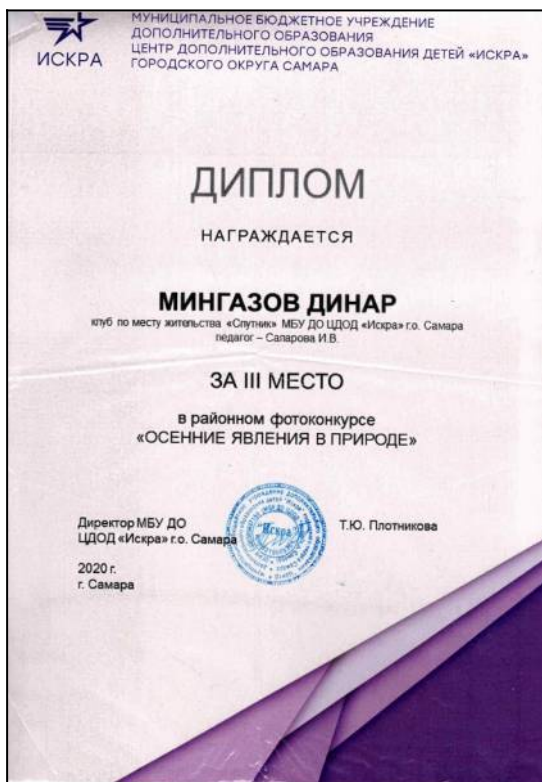 ИСКРА
МУНИЦИПАЛЬНОЕ БЮДЖЕТНОЕ УЧРЕЖДЕНИЕ
ДОПОЛНИТЕЛЬНОГО ОБРАЗОВАНИЯ
ЦЕНТР ДОПОЛНИТЕЛЬНОГО ОБРАЗОВАНИЯ ДЕТЕЙ «ИСКРА»
ГОРОДСКОГО ОКРУГА САМАРА
ДИПЛОМ
НАГРАЖДАЕТСЯ
МИНГАЗОВ ДИНАР
клуб по месту жительства «Спутник» МБУ ДО ЦДОД «Искра» г.о. Самара
педагог – Сапарова И.В.
ЗА III МЕСТО
в районном фотоконкурсе
«ОСЕННИЕ ЯВЛЕНИЯ В ПРИРОДЕ»
Директор МБУ ДО
ЦДОД «Искра» г.о. Самара
"Искра"
Т.Ю. Плотникова
2020 г.
г. Самара